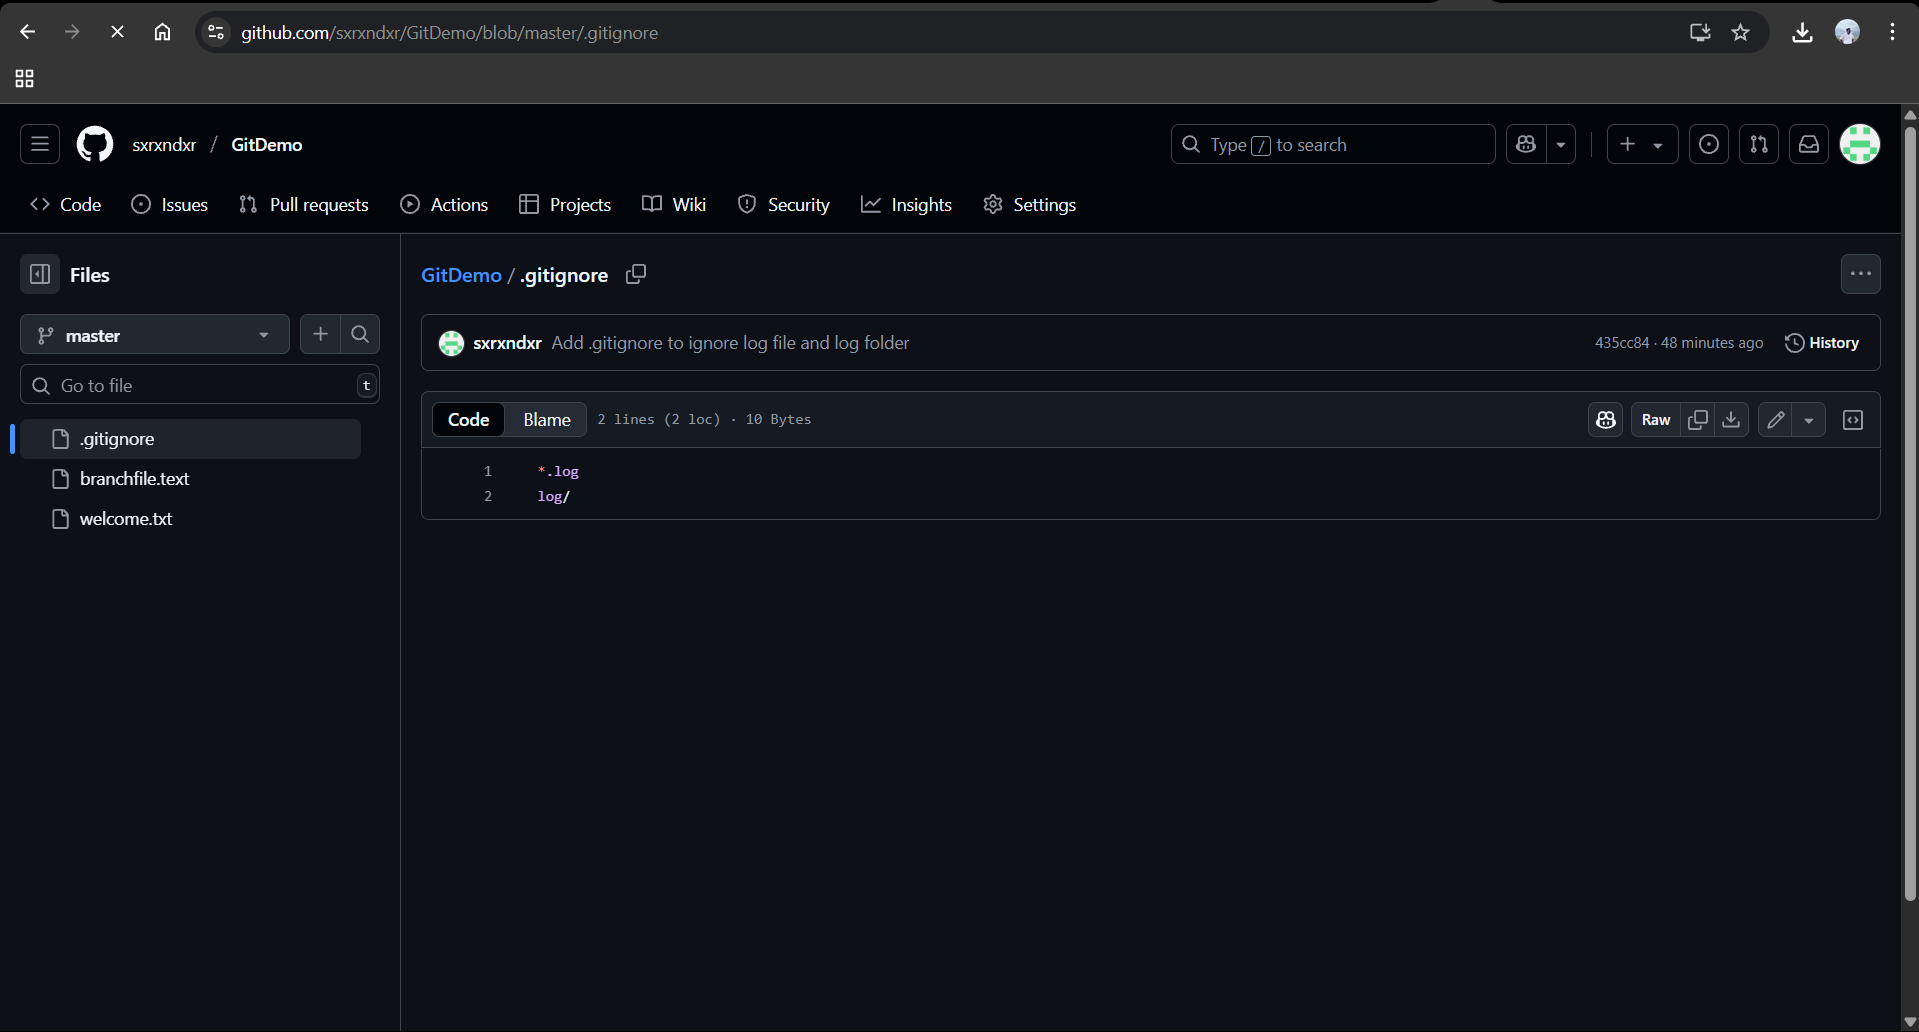 github.com/sxrxndxr/GitDemo/blob/master/.gitignore
sxrxndxr / GitDemo
Type / to search
Code Issues Pull requests Actions Projects Wiki Security Insights Settings
Files
GitDemo / .gitignore
master
sxrxndxr Add .gitignore to ignore log file and log folder 435cc84 · 48 minutes ago History
Go to file t
Code Blame 2 lines (2 loc) · 10 Bytes Raw
.gitignore
branchfile.text
welcome.txt
1 *.log
2 log/